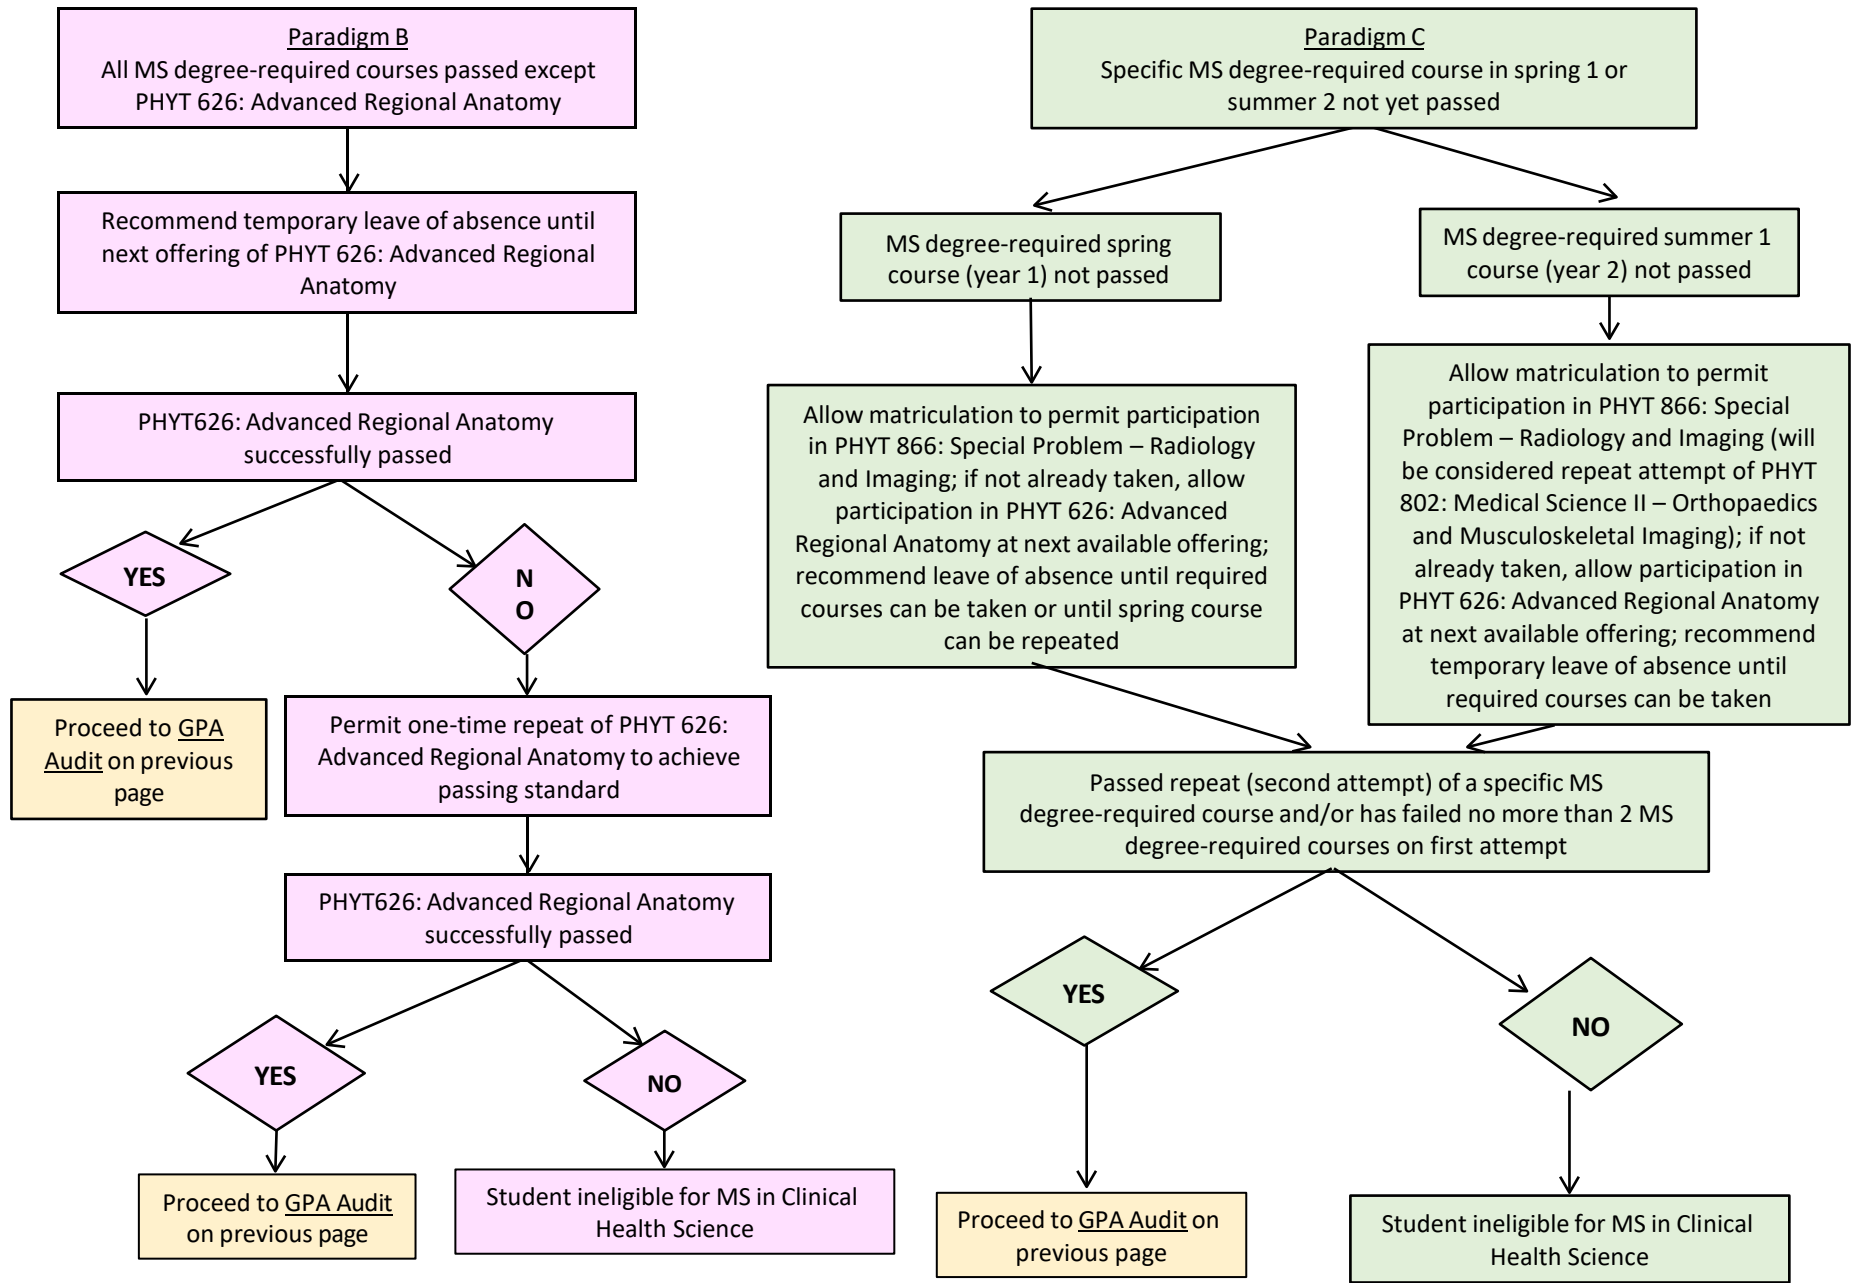 Paradigm B
All MS degree-required courses passed except
PHYT 626: Advanced Regional Anatomy
Recommend temporary leave of absence until
next offering of PHYT 626: Advanced Regional
Anatomy
PHYT626: Advanced Regional Anatomy
successfully passed
YES
N
O
Proceed to GPA
Audit on previous
page
Permit one-time repeat of PHYT 626:
Advanced Regional Anatomy to achieve
passing standard
PHYT626: Advanced Regional Anatomy
successfully passed
YES
NO
Proceed to GPA Audit
on previous page
Student ineligible for MS in Clinical
Health Science
Paradigm C
Specific MS degree-required course in spring 1 or
summer 2 not yet passed
MS degree-required spring
course (year 1) not passed
MS degree-required summer 1
course (year 2) not passed
Allow matriculation to permit participation
in PHYT 866: Special Problem – Radiology
and Imaging; if not already taken, allow
participation in PHYT 626: Advanced
Regional Anatomy at next available offering;
recommend leave of absence until required
courses can be taken or until spring course
can be repeated
Allow matriculation to permit
participation in PHYT 866: Special
Problem – Radiology and Imaging (will
be considered repeat attempt of PHYT
802: Medical Science II – Orthopaedics
and Musculoskeletal Imaging); if not
already taken, allow participation in
PHYT 626: Advanced Regional Anatomy
at next available offering; recommend
temporary leave of absence until
required courses can be taken
Passed repeat (second attempt) of a specific MS
degree-required course and/or has failed no more than 2 MS
degree-required courses on first attempt
YES
NO
Proceed to GPA Audit on
previous page
Student ineligible for MS in Clinical
Health Science